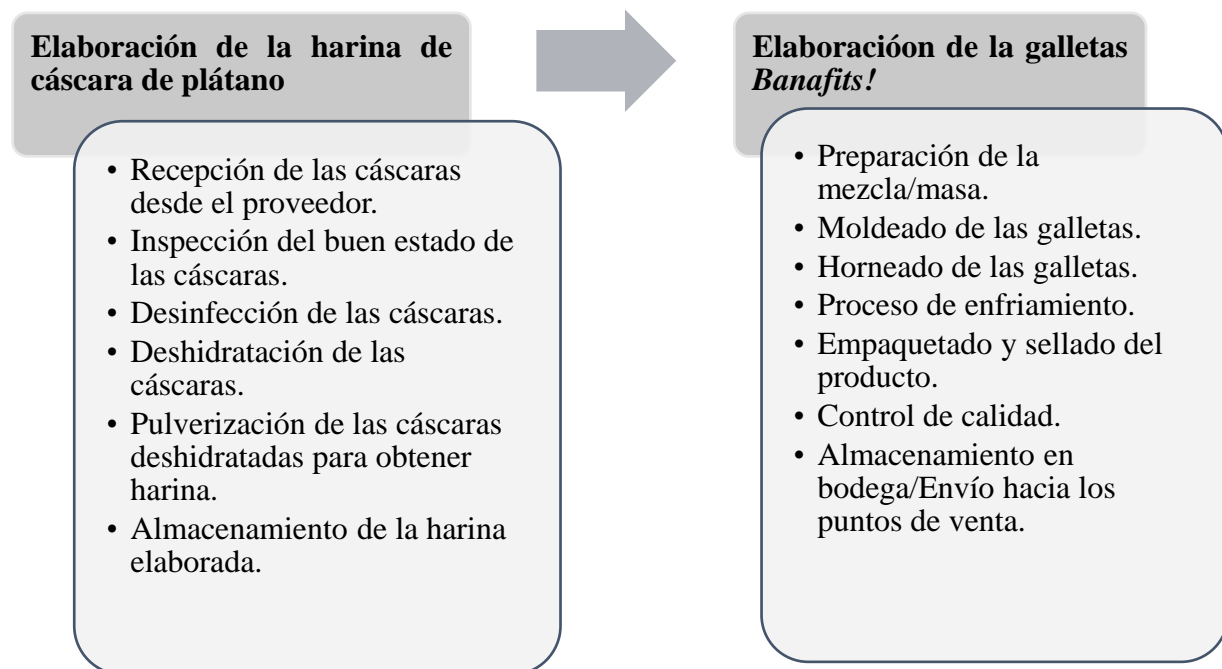 Elaboración de la harina de
cáscara de plátano
• Recepción de las cáscaras
desde el proveedor.
• Inspección del buen estado de
las cáscaras.
• Desinfección de las cáscaras.
• Deshidratación de las
cáscaras.
• Pulverización de las cáscaras
deshidratadas para obtener
harina.
• Almacenamiento de la harina
elaborada.
Elaboracióon de la galletas
Banafits!
• Preparación de la
mezcla/masa.
• Moldeado de las galletas.
• Horneado de las galletas.
• Proceso de enfriamiento.
• Empaquetado y sellado del
producto.
• Control de calidad.
• Almacenamiento en
bodega/Envío hacia los
puntos de venta.